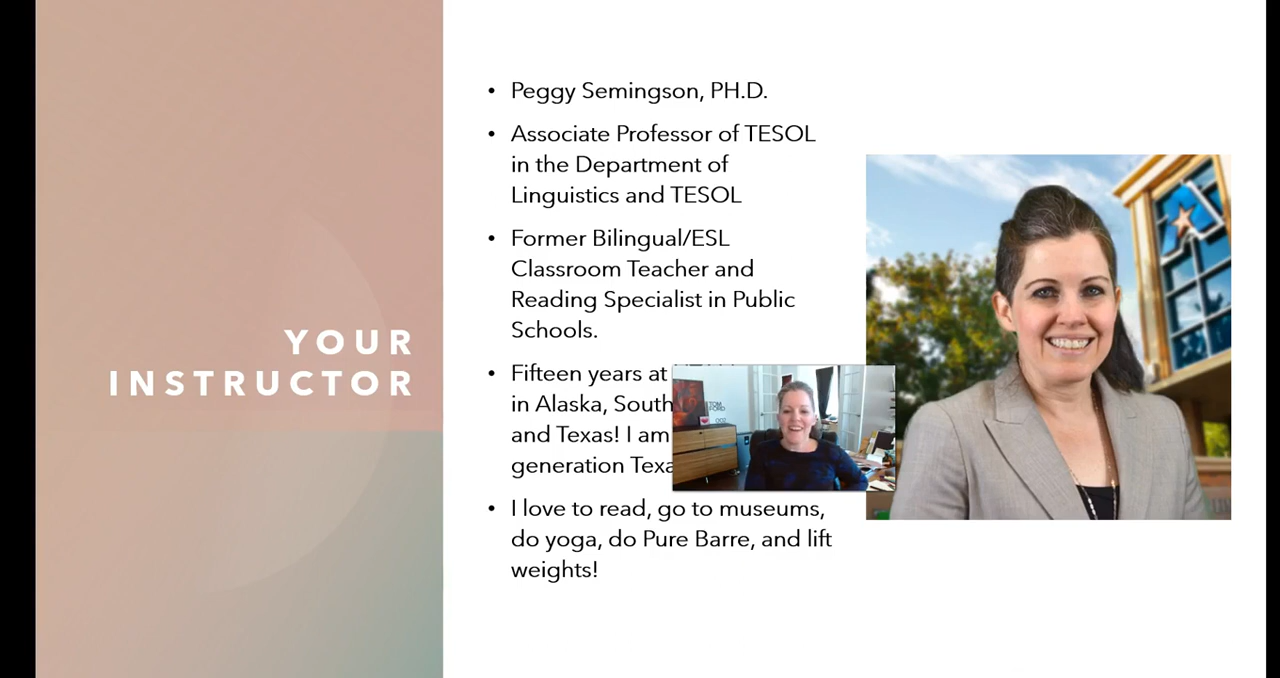 YOUR
INSTRUCTOR
• Peggy Semingson, PH.D.
• Associate Professor of TESOL
in the Department of
Linguistics and TESOL
• Former Bilingual/ESL
Classroom Teacher and
Reading Specialist in Public
Schools.
• Fifteen years at
in Alaska, South
and Texas! I am
generation
• I love to read, go to museums,
do yoga, do Pure Barre, and lift
weights!
TOM
FORD